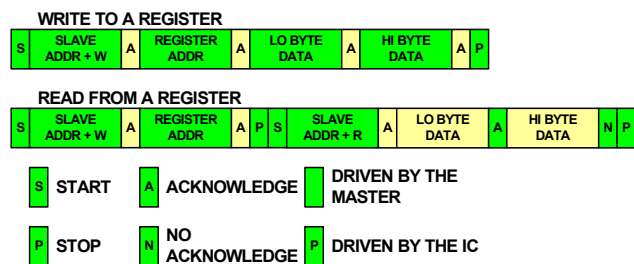 WRITE TO A REGISTER
S SLAVE ADDR + W A REGISTER ADDR A LO BYTE DATA A HI BYTE DATA A P
READ FROM A REGISTER
S SLAVE ADDR + W A REGISTER ADDR A P S SLAVE ADDR + R A LO BYTE DATA A HI BYTE DATA N P
S START A ACKNOWLEDGE DRIVEN BY THE MASTER
P STOP N NO ACKNOWLEDGE P DRIVEN BY THE IC